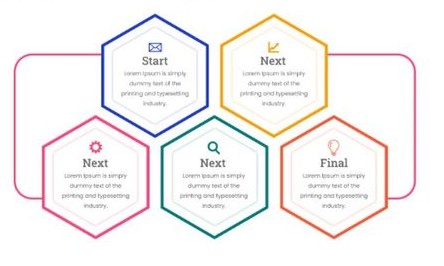 Start
Lorem Ipsum is simply
dummy text of the
printing and typesetting
industry.
Next
Lorem Ipsum is simply
dummy text of the
printing and typesetting
industry.
Next
Lorem Ipsum is simply
dummy text of the
printing and typesetting
industry.
Next
Lorem Ipsum is simply
dummy text of the
printing and typesetting
industry.
Final
Lorem Ipsum is simply
dummy text of the
printing and typesetting
industry.